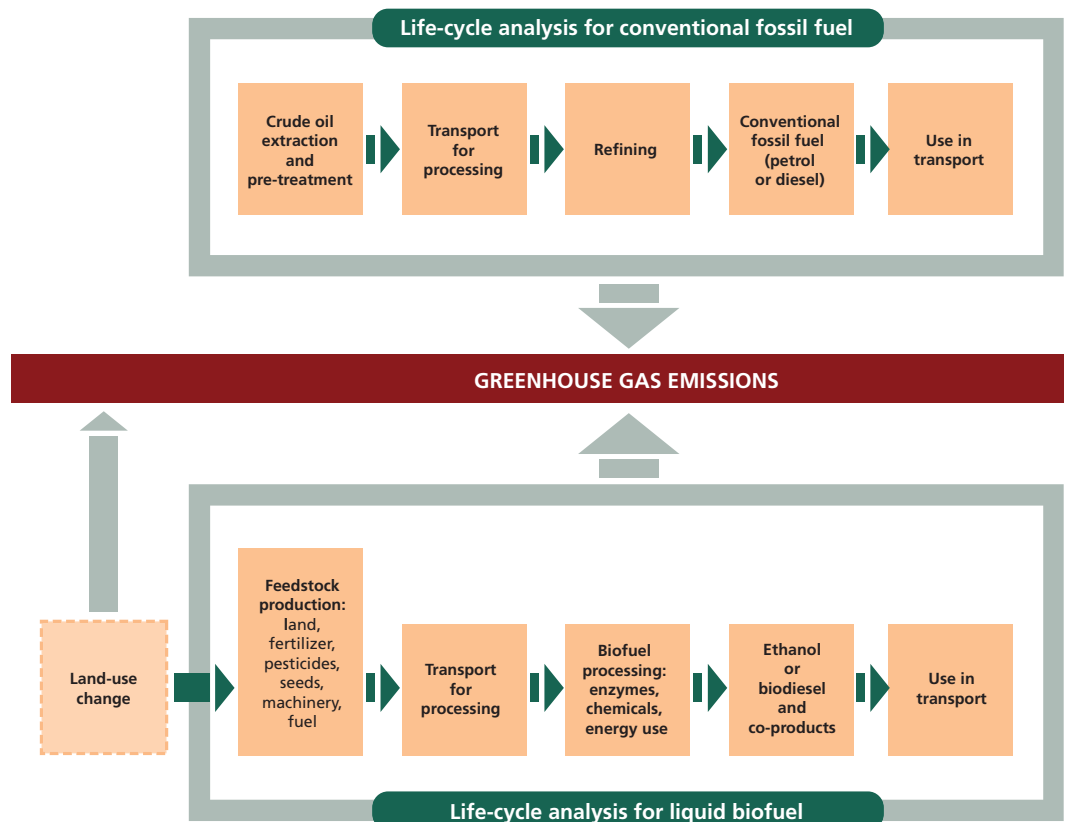 Life-cycle analysis for conventional fossil fuel
Crude oil
extraction
and
pre-treatment
Transport
for
processing
Refining
Conventional
fossil fuel
(petrol
or diesel)
Use in
transport
GREENHOUSE GAS EMISSIONS
Land-use
change
Feedstock
production:
land,
fertilizer,
pesticides,
seeds,
machinery,
fuel
Transport
for
processing
Biofuel
processing:
enzymes,
chemicals,
energy use
Ethanol
or
biodiesel
and
co-products
Use in
transport
Life-cycle analysis for liquid biofuel